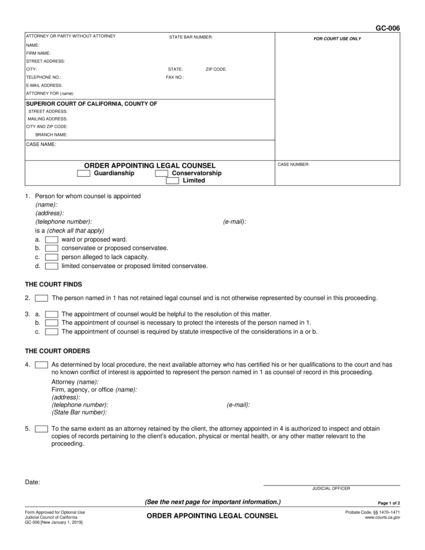 GC-006
ATTORNEY OR PARTY WITHOUT ATTORNEY
STATE BAR NUMBER:
FOR COURT USE ONLY
NAME:
FIRM NAME:
STREET ADDRESS:
CITY:
STATE:
ZIP CODE:
TELEPHONE NO.:
FAX NO.:
E-MAIL ADDRESS:
ATTORNEY FOR (name):
SUPERIOR COURT OF CALIFORNIA, COUNTY OF
STREET ADDRESS:
MAILING ADDRESS:
CITY AND ZIP CODE:
BRANCH NAME:
CASE NAME:
ORDER APPOINTING LEGAL COUNSEL
Guardianship Conservatorship
Limited
CASE NUMBER:
1. Person for whom counsel is appointed
(name):
(address):
(telephone number): (e-mail):
is a (check all that apply)
a. ward or proposed ward.
b. conservatee or proposed conservatee.
c. person alleged to lack capacity.
d. limited conservatee or proposed limited conservatee.
THE COURT FINDS
2. The person named in 1 has not retained legal counsel and is not otherwise represented by counsel in this proceeding.
3. a. The appointment of counsel would be helpful to the resolution of this matter.
b. The appointment of counsel is necessary to protect the interests of the person named in 1.
c. The appointment of counsel is required by statute irrespective of the considerations in a or b.
THE COURT ORDERS
4. As determined by local procedure, the next available attorney who has certified his or her qualifications to the court and has
no known conflict of interest is appointed to represent the person named in 1 as counsel of record in this proceeding.
Attorney (name):
Firm, agency, or office (name):
(address):
(telephone number): (e-mail):
(State Bar number):
5. To the same extent as an attorney retained by the client, the attorney appointed in 4 is authorized to inspect and obtain
copies of records pertaining to the client's education, physical or mental health, or any other matter relevant to the
proceeding.
Date:
JUDICIAL OFFICER
(See the next page for important information.)
Page 1 of 2
Form Approved for Optional Use
Judicial Council of California
GC-006 [New January 1, 2019]
ORDER APPOINTING LEGAL COUNSEL
Probate Code, §§ 1470–1471
www.courts.ca.gov